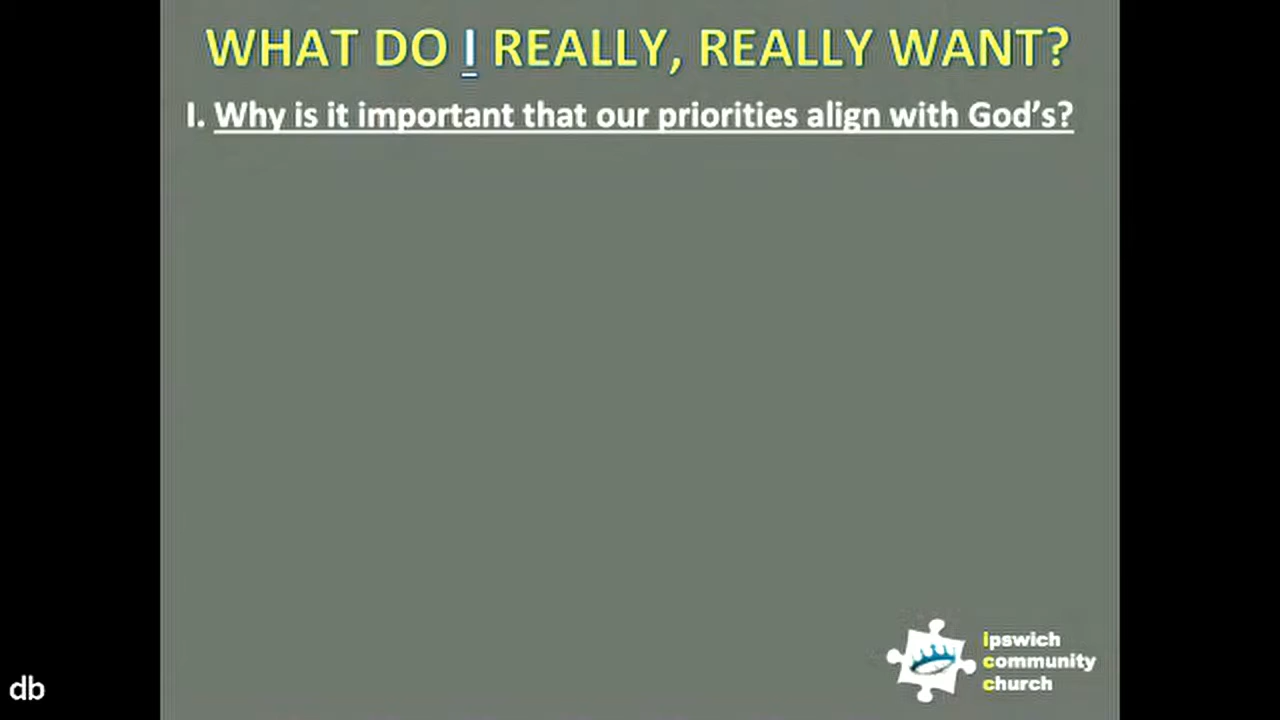 WHAT DO I REALLY, REALLY WANT?
I. Why is it important that our priorities align with God's?
ipswich
community
church
db